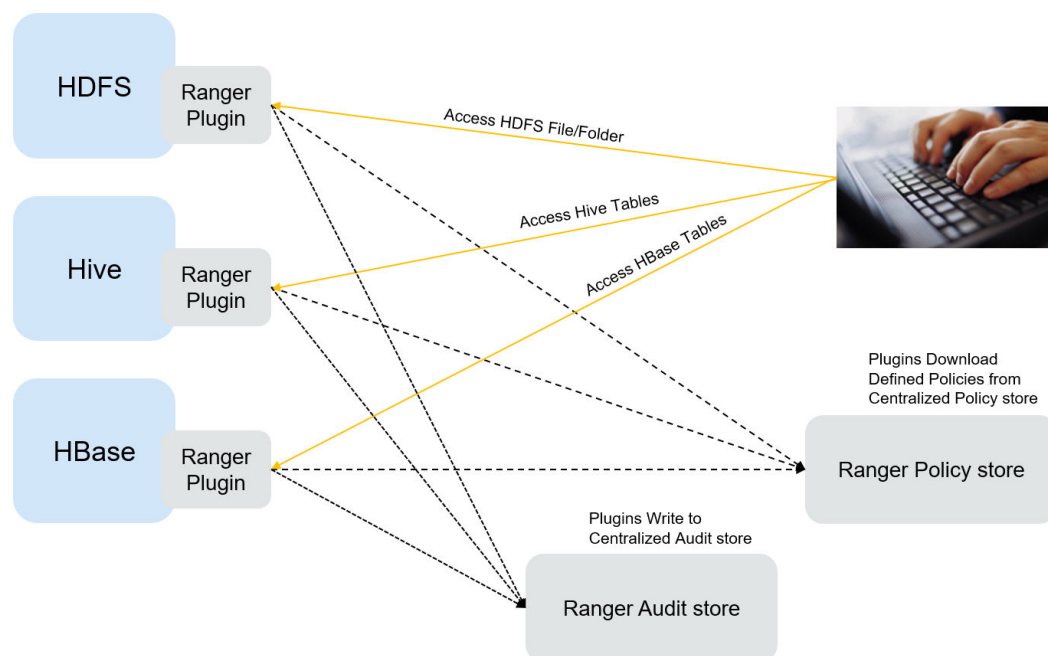 HDFS
Ranger
Plugin
Access HDFS File/Folder
Hive
Ranger
Plugin
Access Hive Tables
Access HBase Tables
HBase
Ranger
Plugin
Plugins Download
Defined Policies from
Centralized Policy store
Ranger Policy store
Plugins Write to
Centralized Audit store
Ranger Audit store